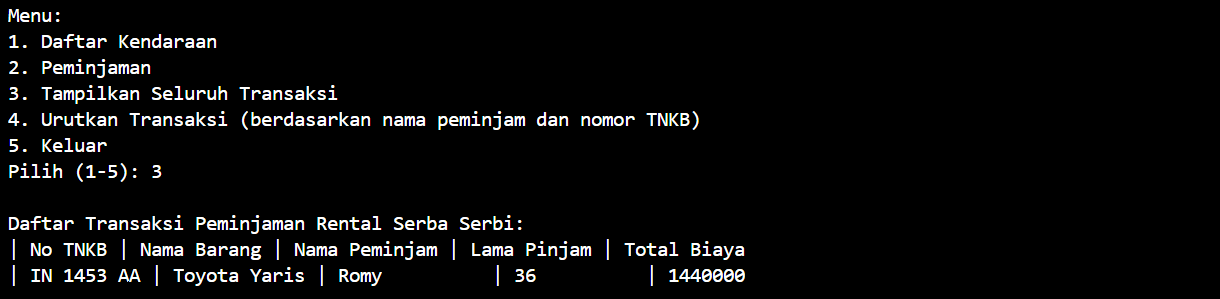 Menu:
1. Daftar Kendaraan
2. Peminjaman
3. Tampilkan Seluruh Transaksi
4. Urutkan Transaksi (berdasarkan nama peminjam dan nomor TNKB)
5. Keluar
Pilih (1-5): 3
Daftar Transaksi Peminjaman Rental Serba Serbi:
| No TNKB | Nama Barang | Nama Peminjam | Lama Pinjam | Total Biaya
| IN 1453 AA | Toyota Yaris | Romy          | 36          | 1440000